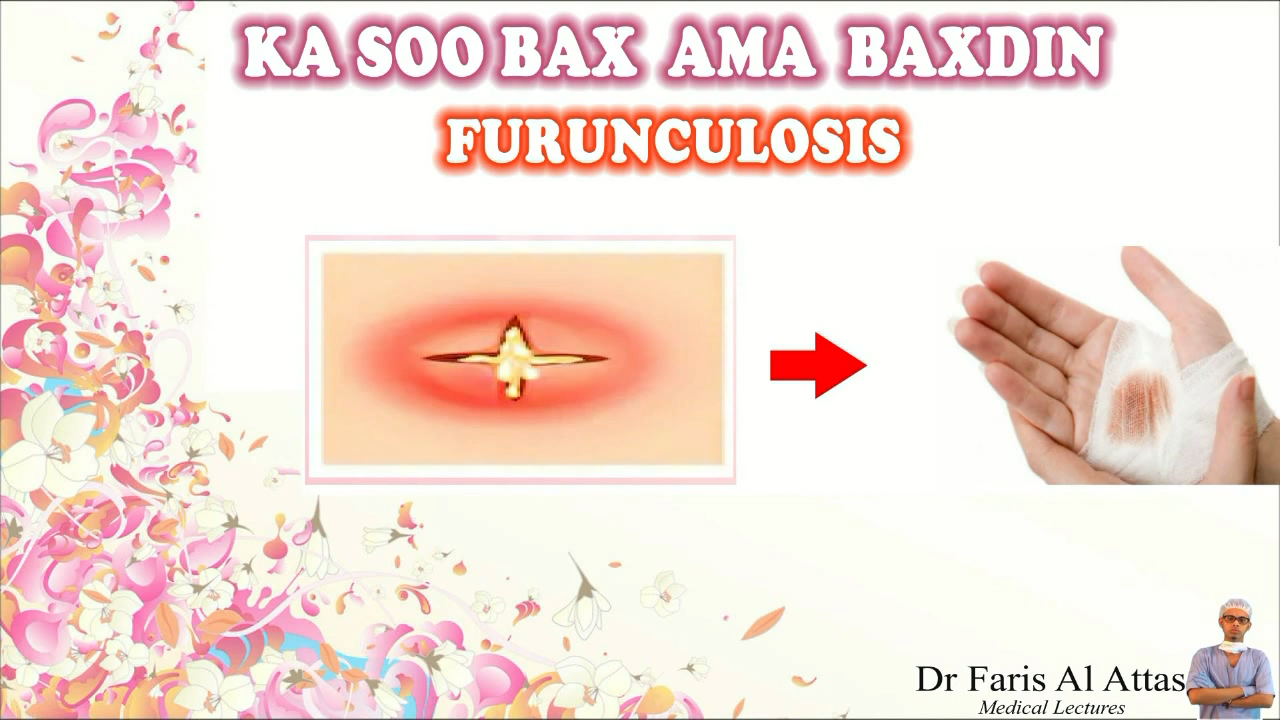 KA SOO BAX AMA BAXDIN
FURUNCULOSIS
Dr Faris Al Attas
Medical Lectures